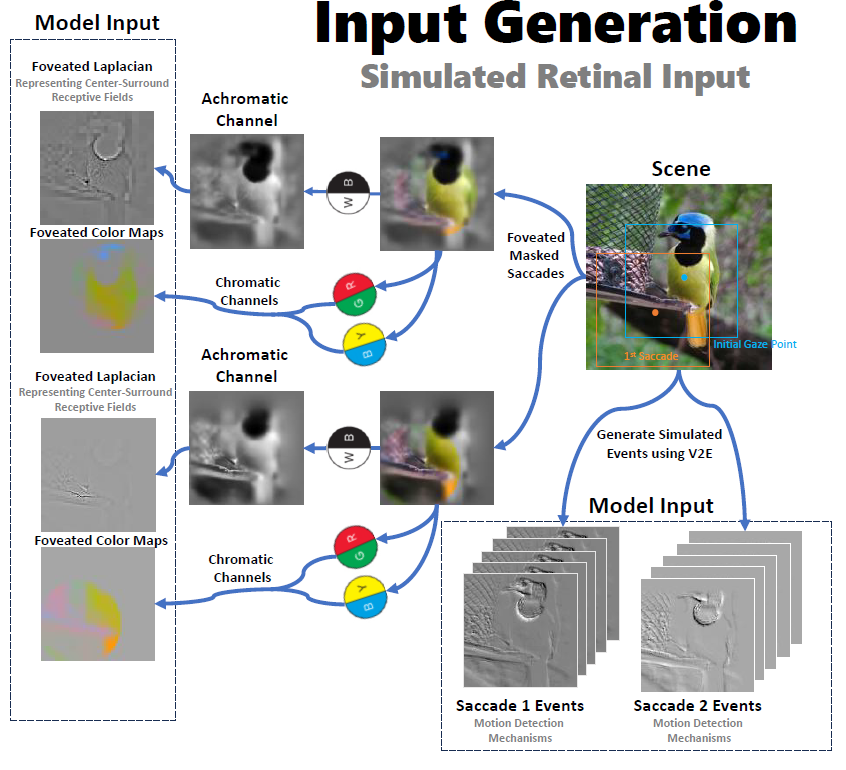 Input Generation
Simulated Retinal Input
Model Input
Foveated Laplacian
Representing Center-Surround
Receptive Fields
Foveated Color Maps
Foveated Laplacian
Representing Center-Surround
Receptive Fields
Foveated Color Maps
Achromatic
Channel
W B
Chromatic
Channels
G R
B Y
Achromatic
Channel
W B
Chromatic
Channels
G R
B Y
Foveated
Masked
Saccades
Scene
Initial Gaze Point
1st Saccade
Generate Simulated
Events using V2E
Model Input
Saccade 1 Events
Motion Detection
Mechanisms
Saccade 2 Events
Motion Detection
Mechanisms